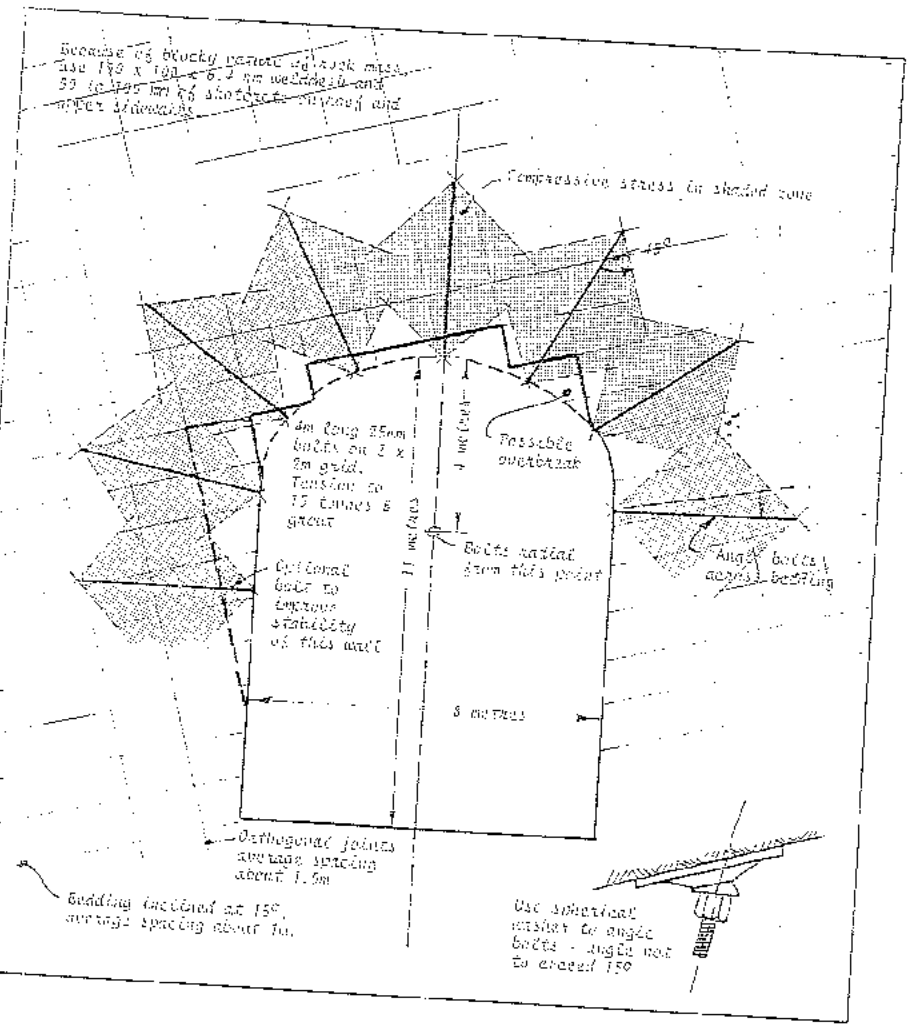 Because of blocky nature of rock mass,
use 100 x 100 x 4.2 mm weldmesh and
50 to 100 mm of shotcrete on roof and
upper sidewalls.
Compressive stress in shaded zone
4m long 25mm
bolts on 2 x
2m grid.
Tension to
15 tonnes &
grout
11 metres
4 metres
Possible
overbreak
Bolts radial
from this point
Angle bolts
across bedding
Optional
bolt to
improve
stability
of this wall
8 metres
Orthogonal joints
average spacing
about 1.5m
Bedding inclined at 15°,
average spacing about 1m.
Use spherical
washer to angle
bolts - angle not
to exceed 15°